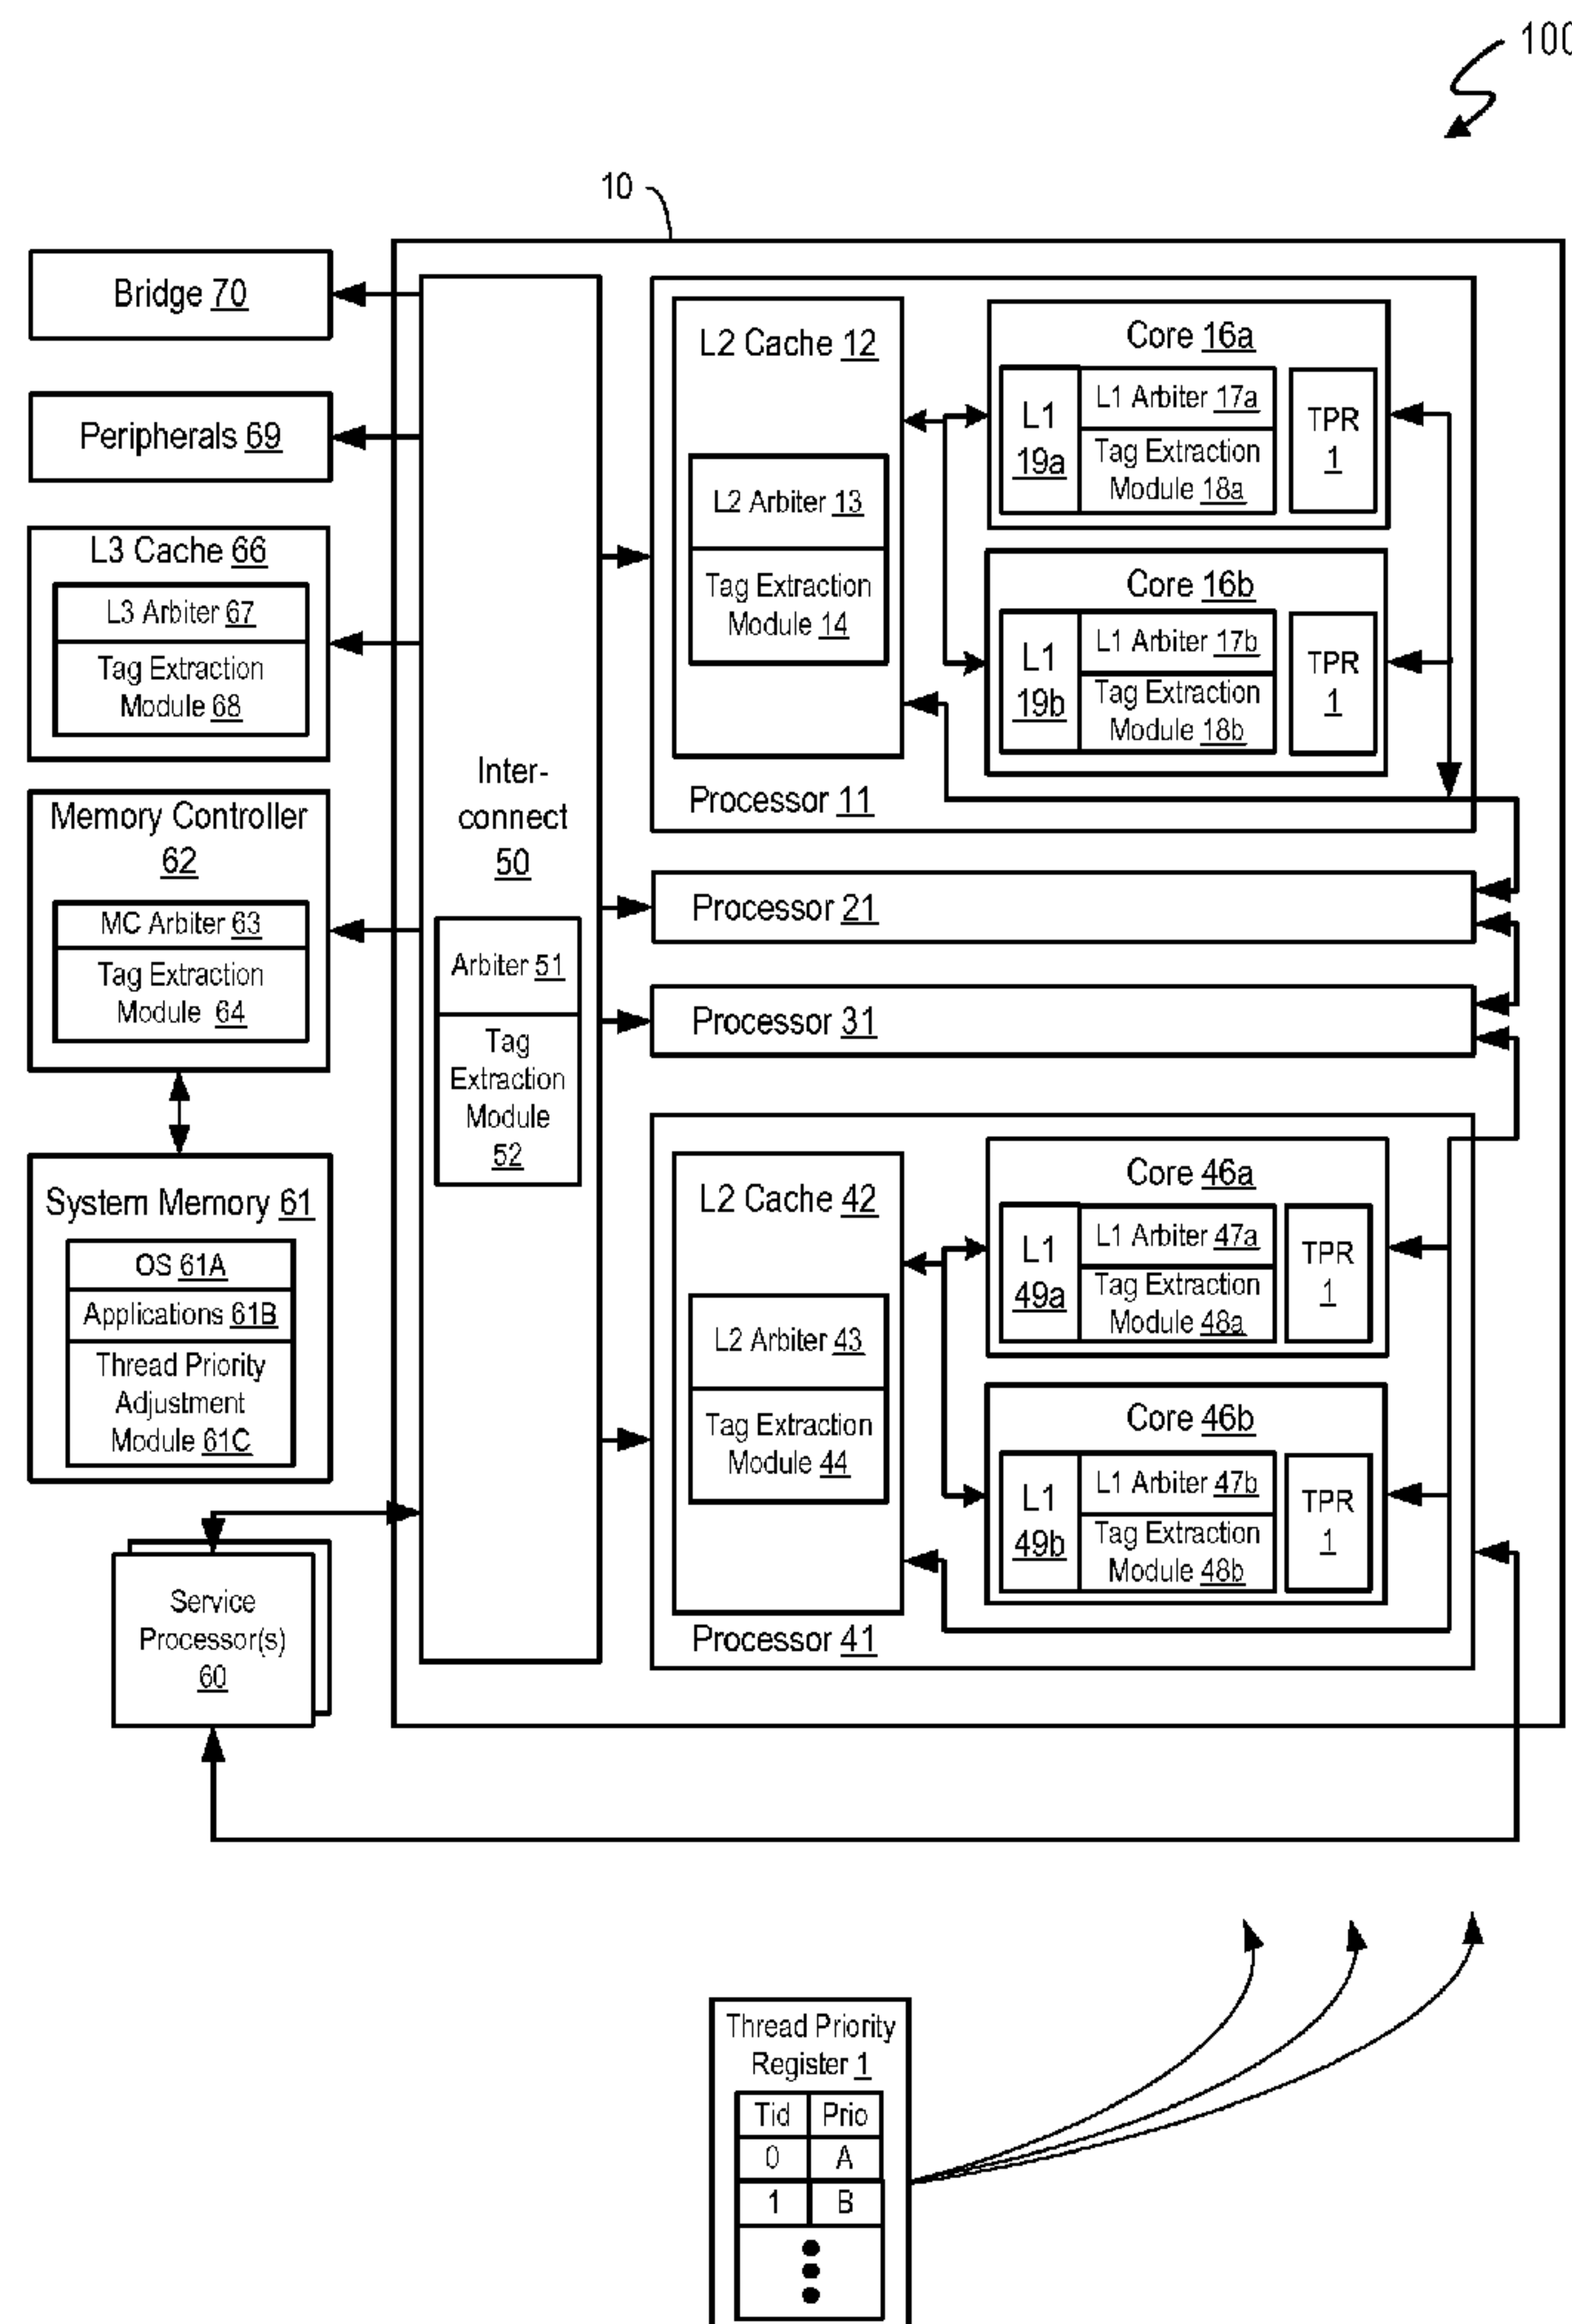 100
10
Bridge 70
Peripherals 69
L3 Cache 66
L3 Arbiter 67
Tag Extraction
Module 68
Memory Controller
62
MC Arbiter 63
Tag Extraction
Module 64
System Memory 61
OS 61A
Applications 61B
Thread Priority
Adjustment
Module 61C
Service
Processor(s)
60
Inter-
connect
50
Arbiter 51
Tag
Extraction
Module
52
L2 Cache 12
L2 Arbiter 13
Tag Extraction
Module 14
Core 16a
L1
19a
L1 Arbiter 17a
Tag Extraction
Module 18a
TPR
1
Core 16b
L1
19b
L1 Arbiter 17b
Tag Extraction
Module 18b
TPR
1
Processor 11
Processor 21
Processor 31
L2 Cache 42
L2 Arbiter 43
Tag Extraction
Module 44
Core 46a
L1
49a
L1 Arbiter 47a
Tag Extraction
Module 48a
TPR
1
Core 46b
L1
49b
L1 Arbiter 47b
Tag Extraction
Module 48b
TPR
1
Processor 41
Thread Priority
Register 1
Tid Prio
0 A
1 B